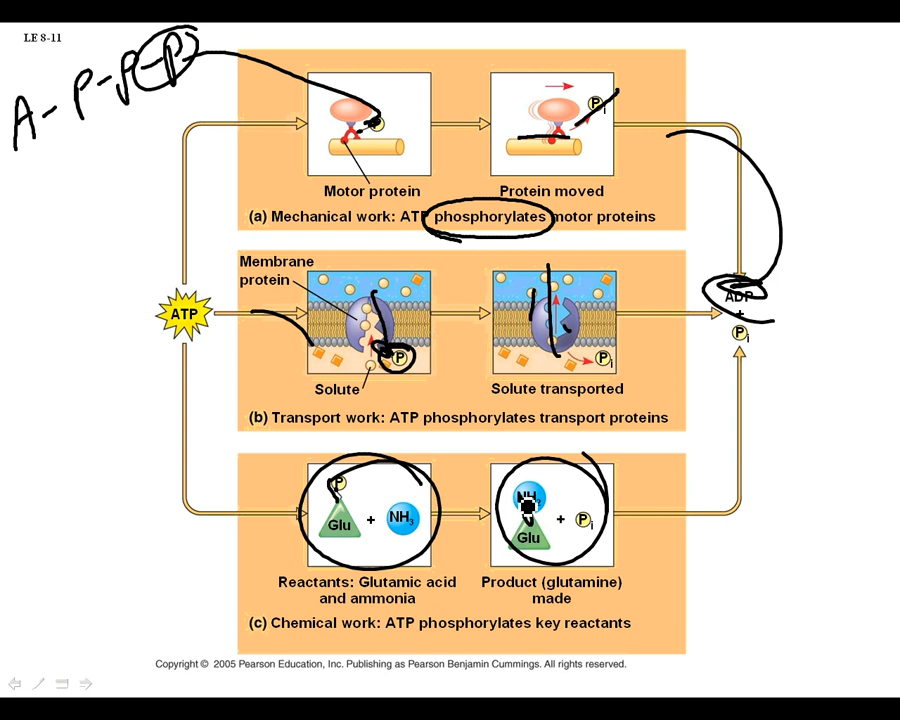 LE 8-11
A-P-P-P
P
Pi
Motor protein
Protein moved
(a) Mechanical work: ATP phosphorylates motor proteins
Membrane
protein
ATP
P
Pi
ADP
+
Pi
Solute
Solute transported
(b) Transport work: ATP phosphorylates transport proteins
P
Glu
+
NH3
NH2
Glu
+
Pi
Reactants: Glutamic acid
and ammonia
Product (glutamine)
made
(c) Chemical work: ATP phosphorylates key reactants
Copyright © 2005 Pearson Education, Inc. Publishing as Pearson Benjamin Cummings. All rights reserved.